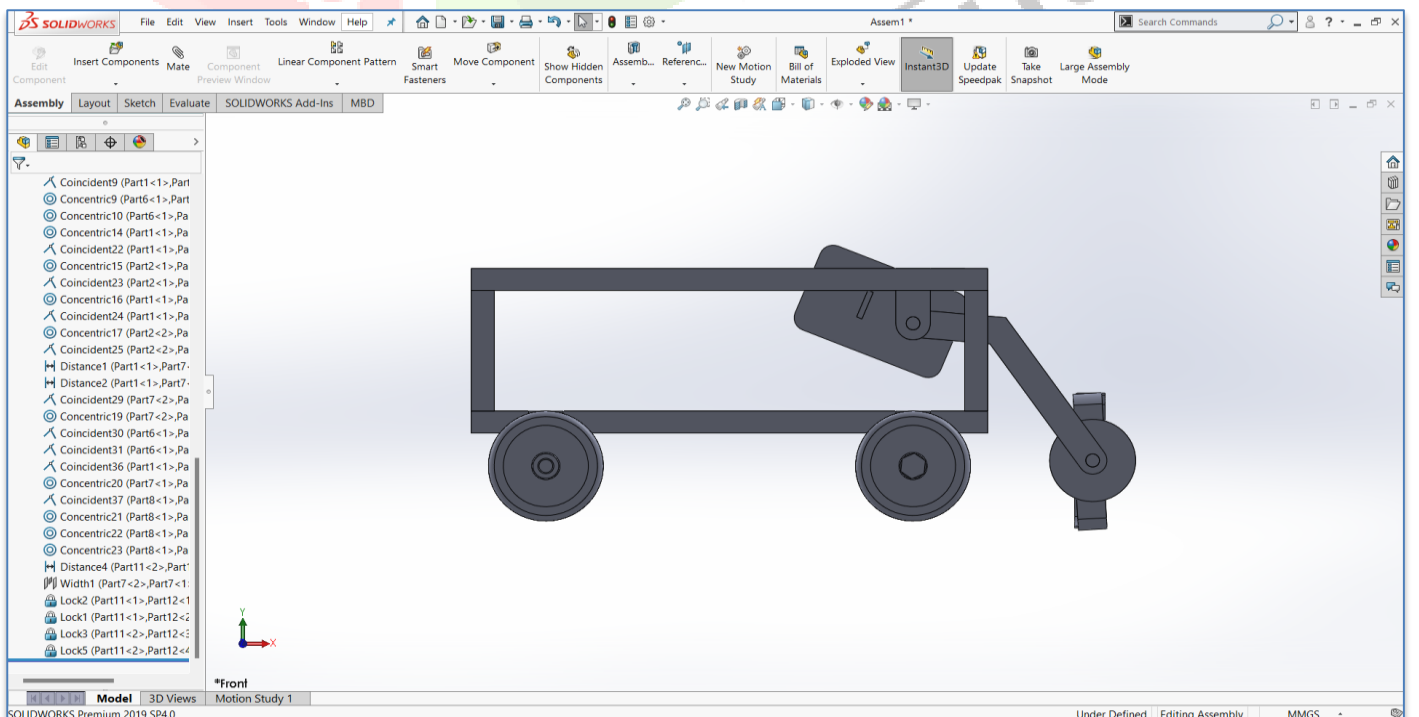 SOLIDWORKS File Edit View Insert Tools Window Help Assem1 * Search Commands ?
Edit Component
Insert Components
Mate
Component Preview Window
Linear Component Pattern
Smart Fasteners
Move Component
Show Hidden Components
Assemb...
Referenc...
New Motion Study
Bill of Materials
Exploded View
Instant3D
Update Speedpak
Take Snapshot
Large Assembly Mode
Assembly Layout Sketch Evaluate SOLIDWORKS Add-Ins MBD
Coincident9 (Part1<1>,Part
Concentric9 (Part6<1>,Part
Concentric10 (Part6<1>,Pa
Concentric14 (Part1<1>,Pa
Coincident22 (Part1<1>,Pa
Concentric15 (Part2<1>,Pa
Coincident23 (Part2<1>,Pa
Concentric16 (Part1<1>,Pa
Coincident24 (Part1<1>,Pa
Concentric17 (Part2<2>,Pa
Coincident25 (Part2<2>,Pa
Distance1 (Part1<1>,Part7
Distance2 (Part1<1>,Part7
Coincident29 (Part7<2>,Pa
Concentric19 (Part7<2>,Pa
Coincident30 (Part6<1>,Pa
Coincident31 (Part6<1>,Pa
Coincident36 (Part1<1>,Pa
Concentric20 (Part7<1>,Pa
Coincident37 (Part8<1>,Pa
Concentric21 (Part8<1>,Pa
Concentric22 (Part8<1>,Pa
Concentric23 (Part8<1>,Pa
Distance4 (Part11<2>,Part
Width1 (Part7<2>,Part7<1
Lock2 (Part11<1>,Part12<1
Lock1 (Part11<1>,Part12<2
Lock3 (Part11<2>,Part12<3
Lock5 (Part11<2>,Part12<4
Y
X
*Front
Model 3D Views Motion Study 1
SOLIDWORKS Premium 2019 SP4.0 Under Defined Editing Assembly MMGS